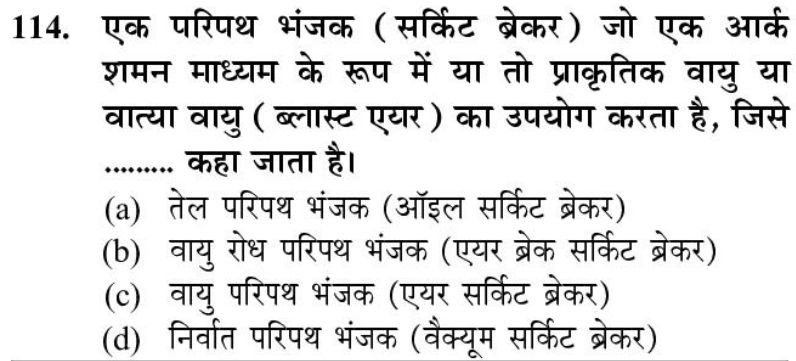 114. एक परिपथ भंजक (सर्किट ब्रेकर) जो एक आर्क
शमन माध्यम के रूप में या तो प्राकृतिक वायु या
वात्या वायु (ब्लास्ट एयर) का उपयोग करता है, जिसे
.......... कहा जाता है।
(a) तेल परिपथ भंजक (ऑइल सर्किट ब्रेकर)
(b) वायु रोध परिपथ भंजक (एयर ब्रेक सर्किट ब्रेकर)
(c) वायु परिपथ भंजक (एयर सर्किट ब्रेकर)
(d) निर्वात परिपथ भंजक (वैक्यूम सर्किट ब्रेकर)